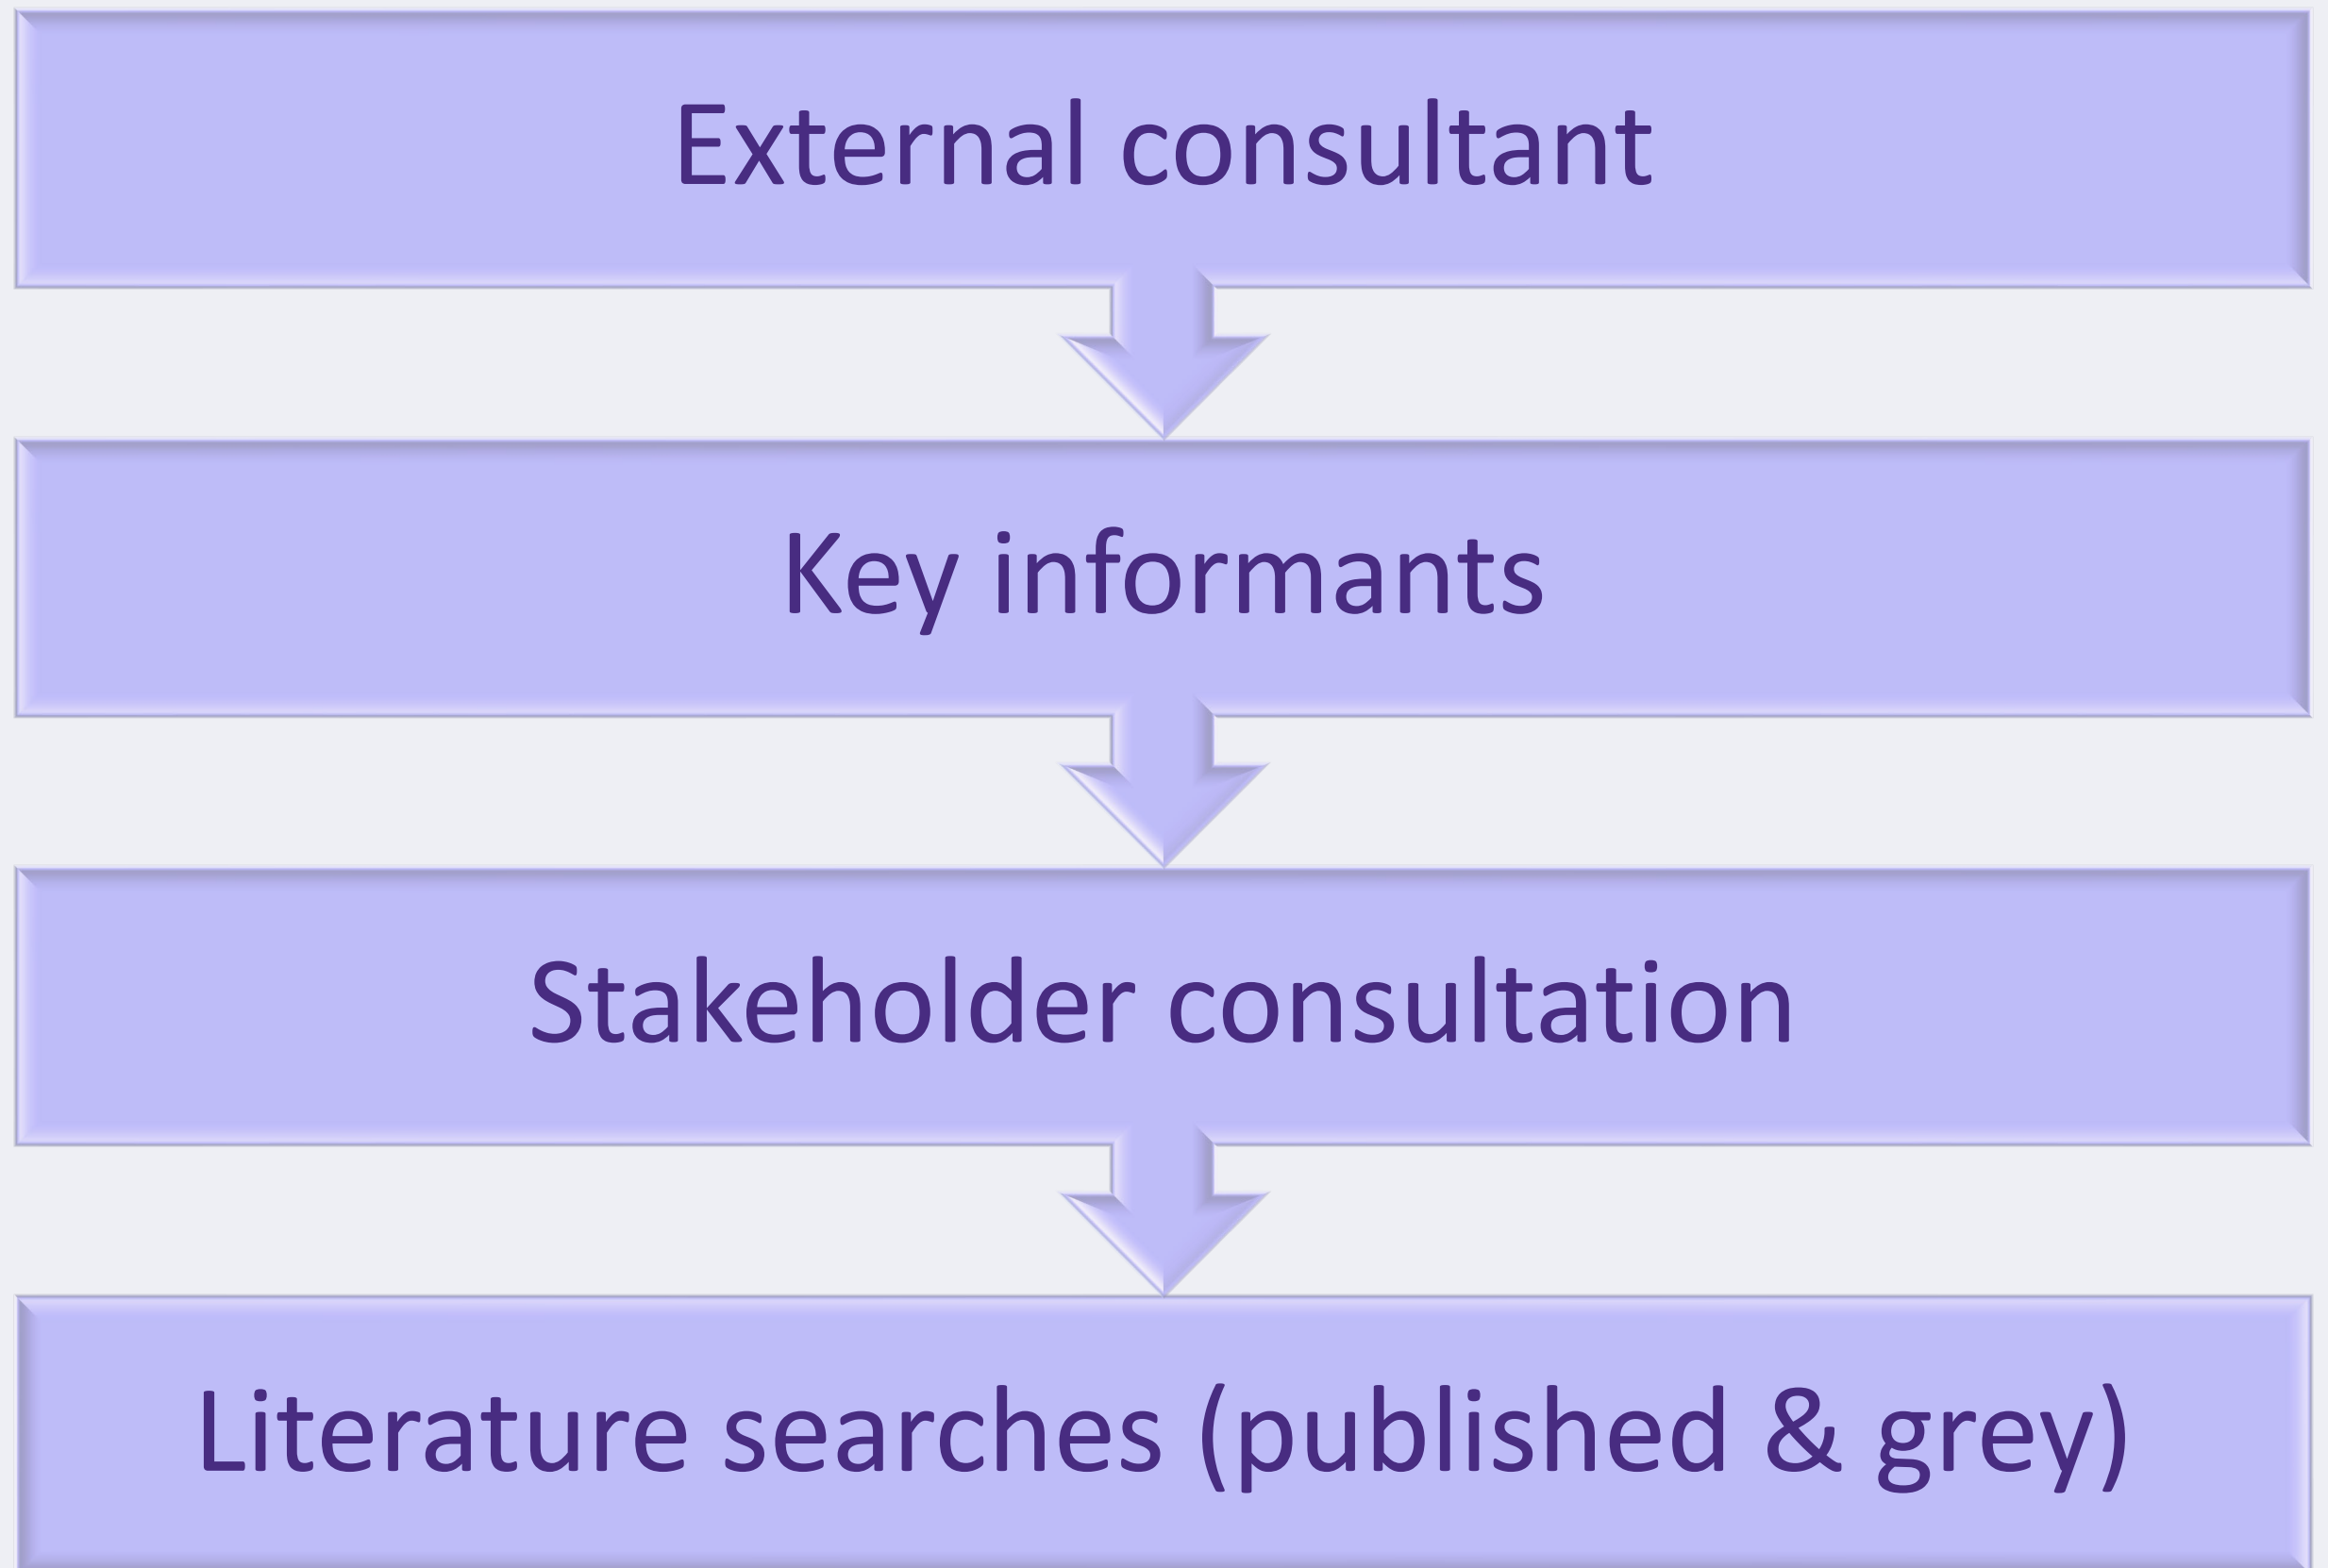 External consultant
Key informants
Stakeholder consultation
Literature searches (published & grey)